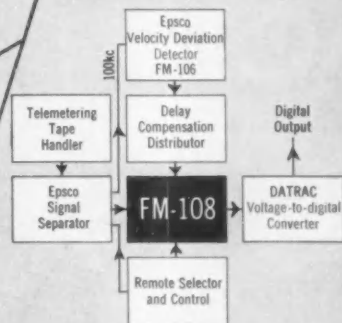 Epsco
Velocity Deviation
Detector
FM-106
100kc
Telemetering
Tape
Handler
Delay
Compensation
Distributor
Digital
Output
Epsco
Signal
Separator
FM-108
DATRAC
Voltage-to-digital
Converter
Remote Selector
and Control